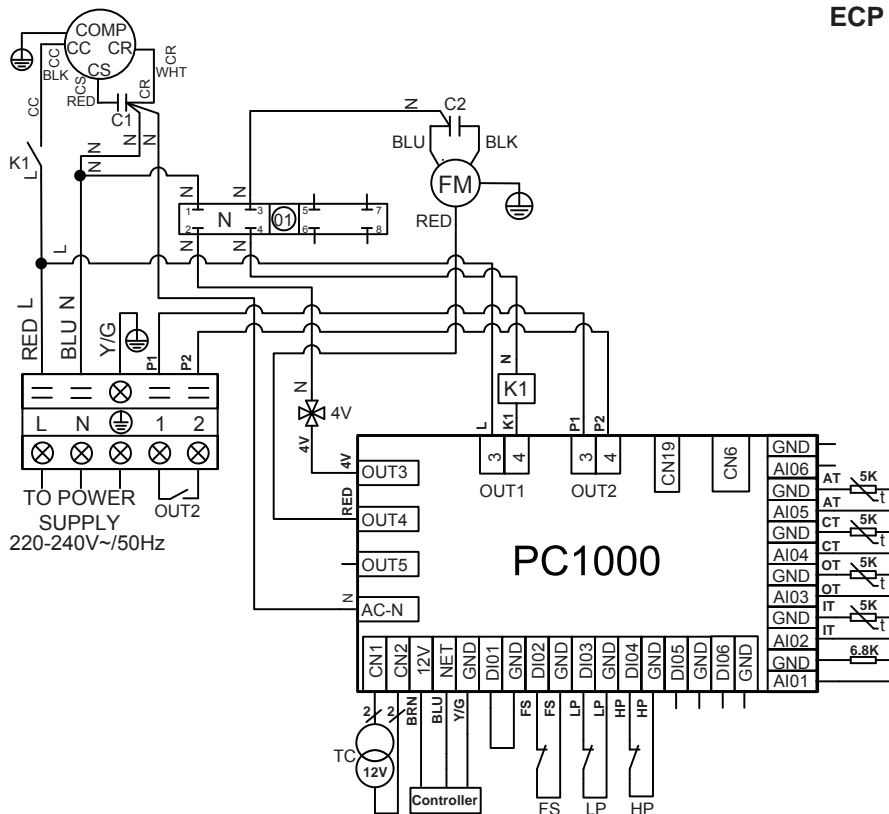 ECP
COMP
CC CR
CS
CC
BLK
CR
WHT
CS
RED
CR
C1
CC
N
N
N
N
K1
L
N
C2
BLU
BLK
FM
RED
N
N
1 N 3 01 5 7
2 4 6 8
N
N
L
RED L
BLU N
Y/G
P1
P2
L N 1 2
TO POWER
SUPPLY
220-240V~/50Hz
OUT2
N
4V
4V
4V
RED
N
L
N
K1
K1
P1
P2
3 4
OUT1
3 4
OUT2
CN19
CN6
OUT3
OUT4
OUT5
AC-N
PC1000
GND
AI06
GND
AI05
GND
AI04
GND
AI03
GND
AI02
GND
AI01
AT 5K
t
AT
CT 5K
t
CT
OT 5K
t
OT
IT 5K
t
IT
6.8K
CN1 CN2 12V NET GND DI01 GND DI02 GND DI03 GND DI04 GND DI05 GND DI06 GND
2 2 BRN BLU Y/G FS FS LP LP HP HP
TC
12V
Controller
FS LP HP